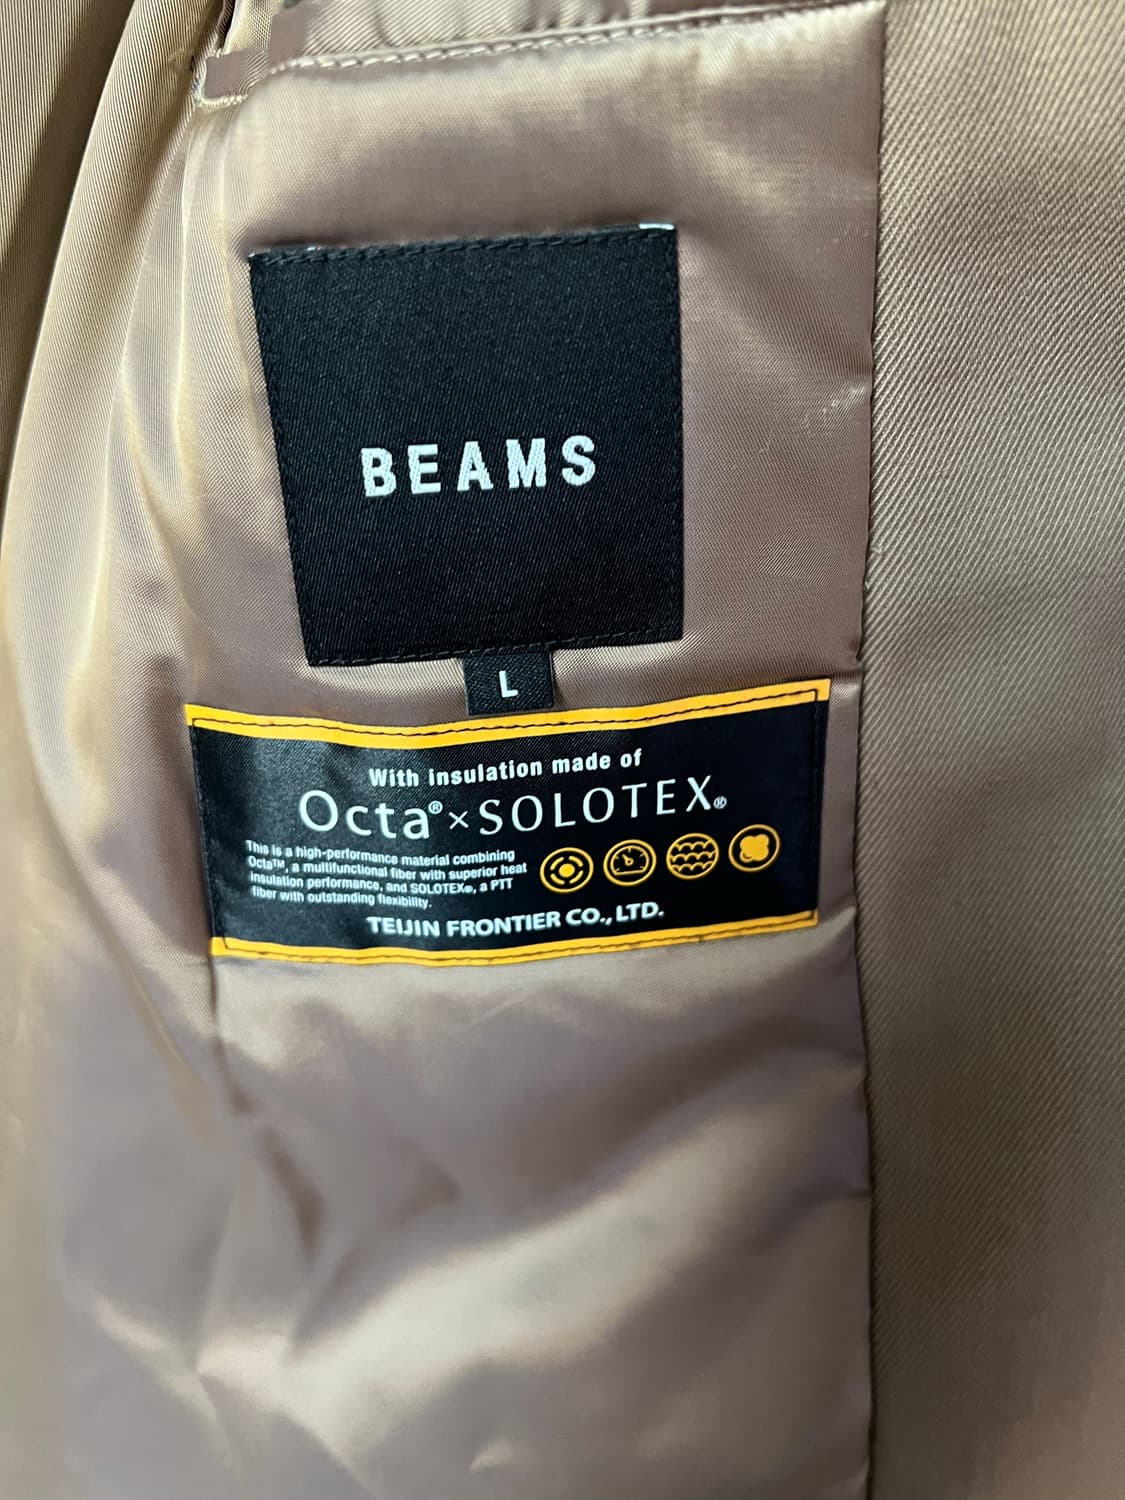 BEAMS
L
With insulation made of
Octa®×SOLOTEX®
This is a high-performance material combining
Octa™, a multifunctional fiber with superior heat
insulation performance, and SOLOTEX®, a PTT
fiber with outstanding flexibility.
TEIJIN FRONTIER CO., LTD.